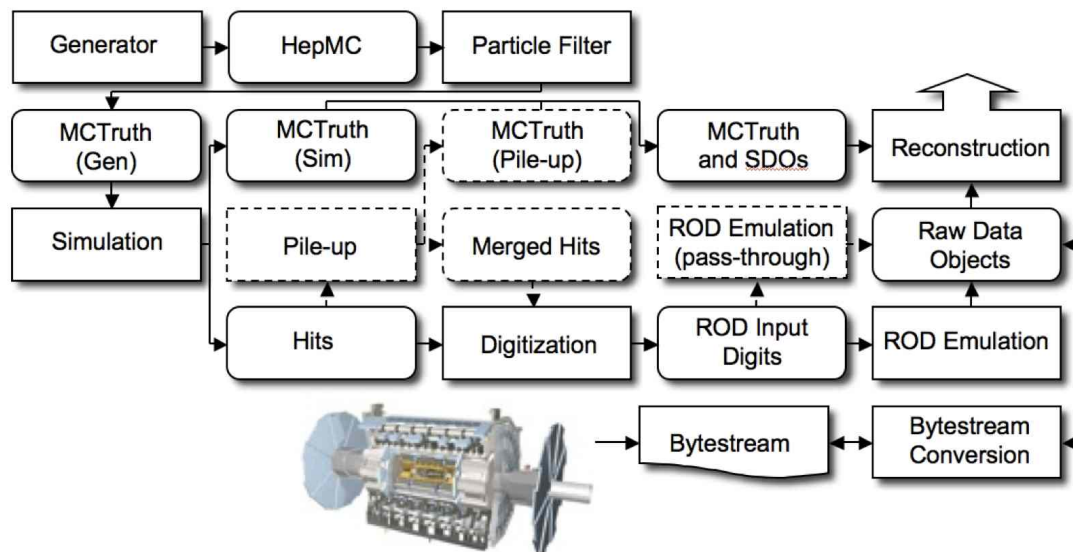 Generator
HepMC
Particle Filter
MCTruth
(Gen)
MCTruth
(Sim)
MCTruth
(Pile-up)
MCTruth
and SDOs
Reconstruction
Simulation
Pile-up
Merged Hits
ROD Emulation
(pass-through)
Raw Data
Objects
Hits
Digitization
ROD Input
Digits
ROD Emulation
Bytestream
Bytestream
Conversion